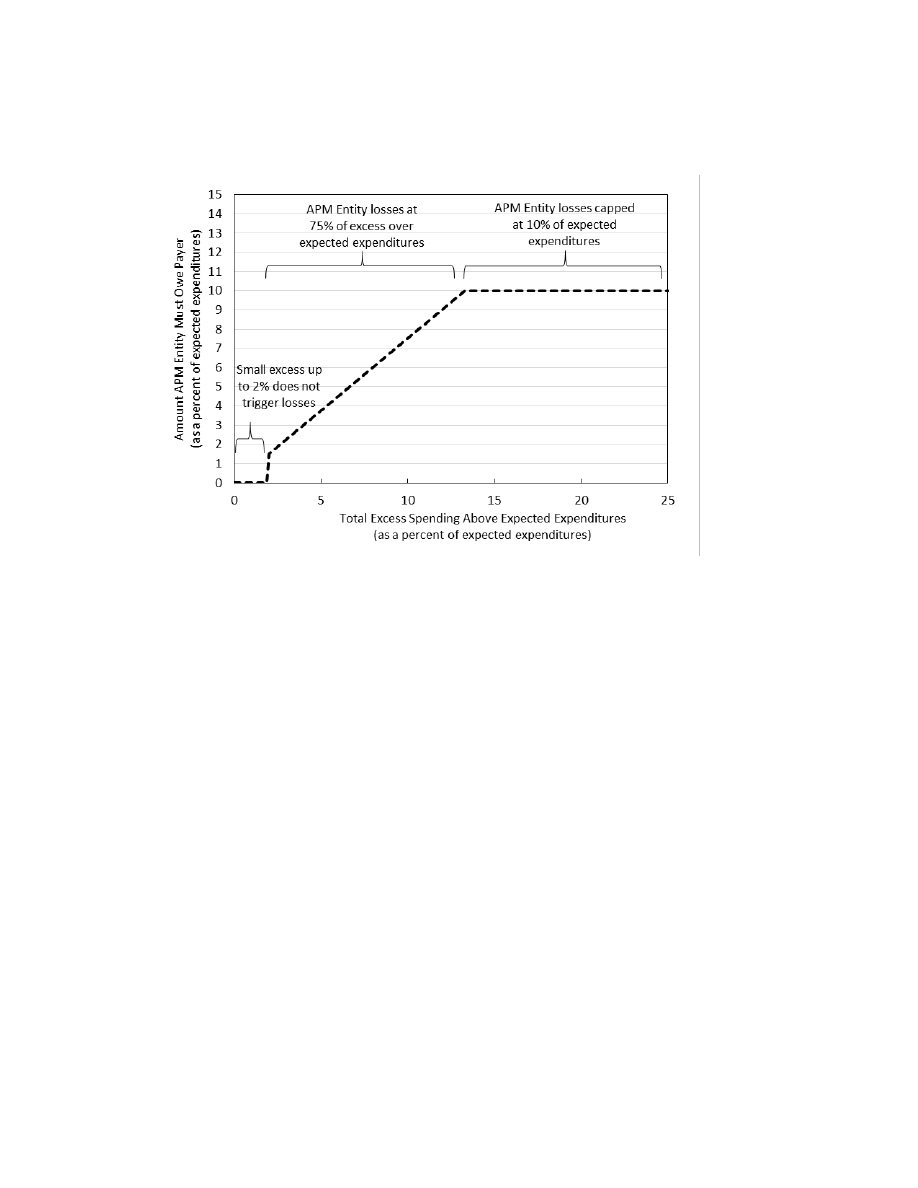 15
14
13
12
11
10
9
8
7
6
5
4
3
2
1
0
Amount APM Entity Must Owe Payer
(as a percent of expected expenditures)
APM Entity losses at
75% of excess over
expected expenditures
APM Entity losses capped
at 10% of expected
expenditures
Small excess up
to 2% does not
trigger losses
0 5 10 15 20 25
Total Excess Spending Above Expected Expenditures
(as a percent of expected expenditures)